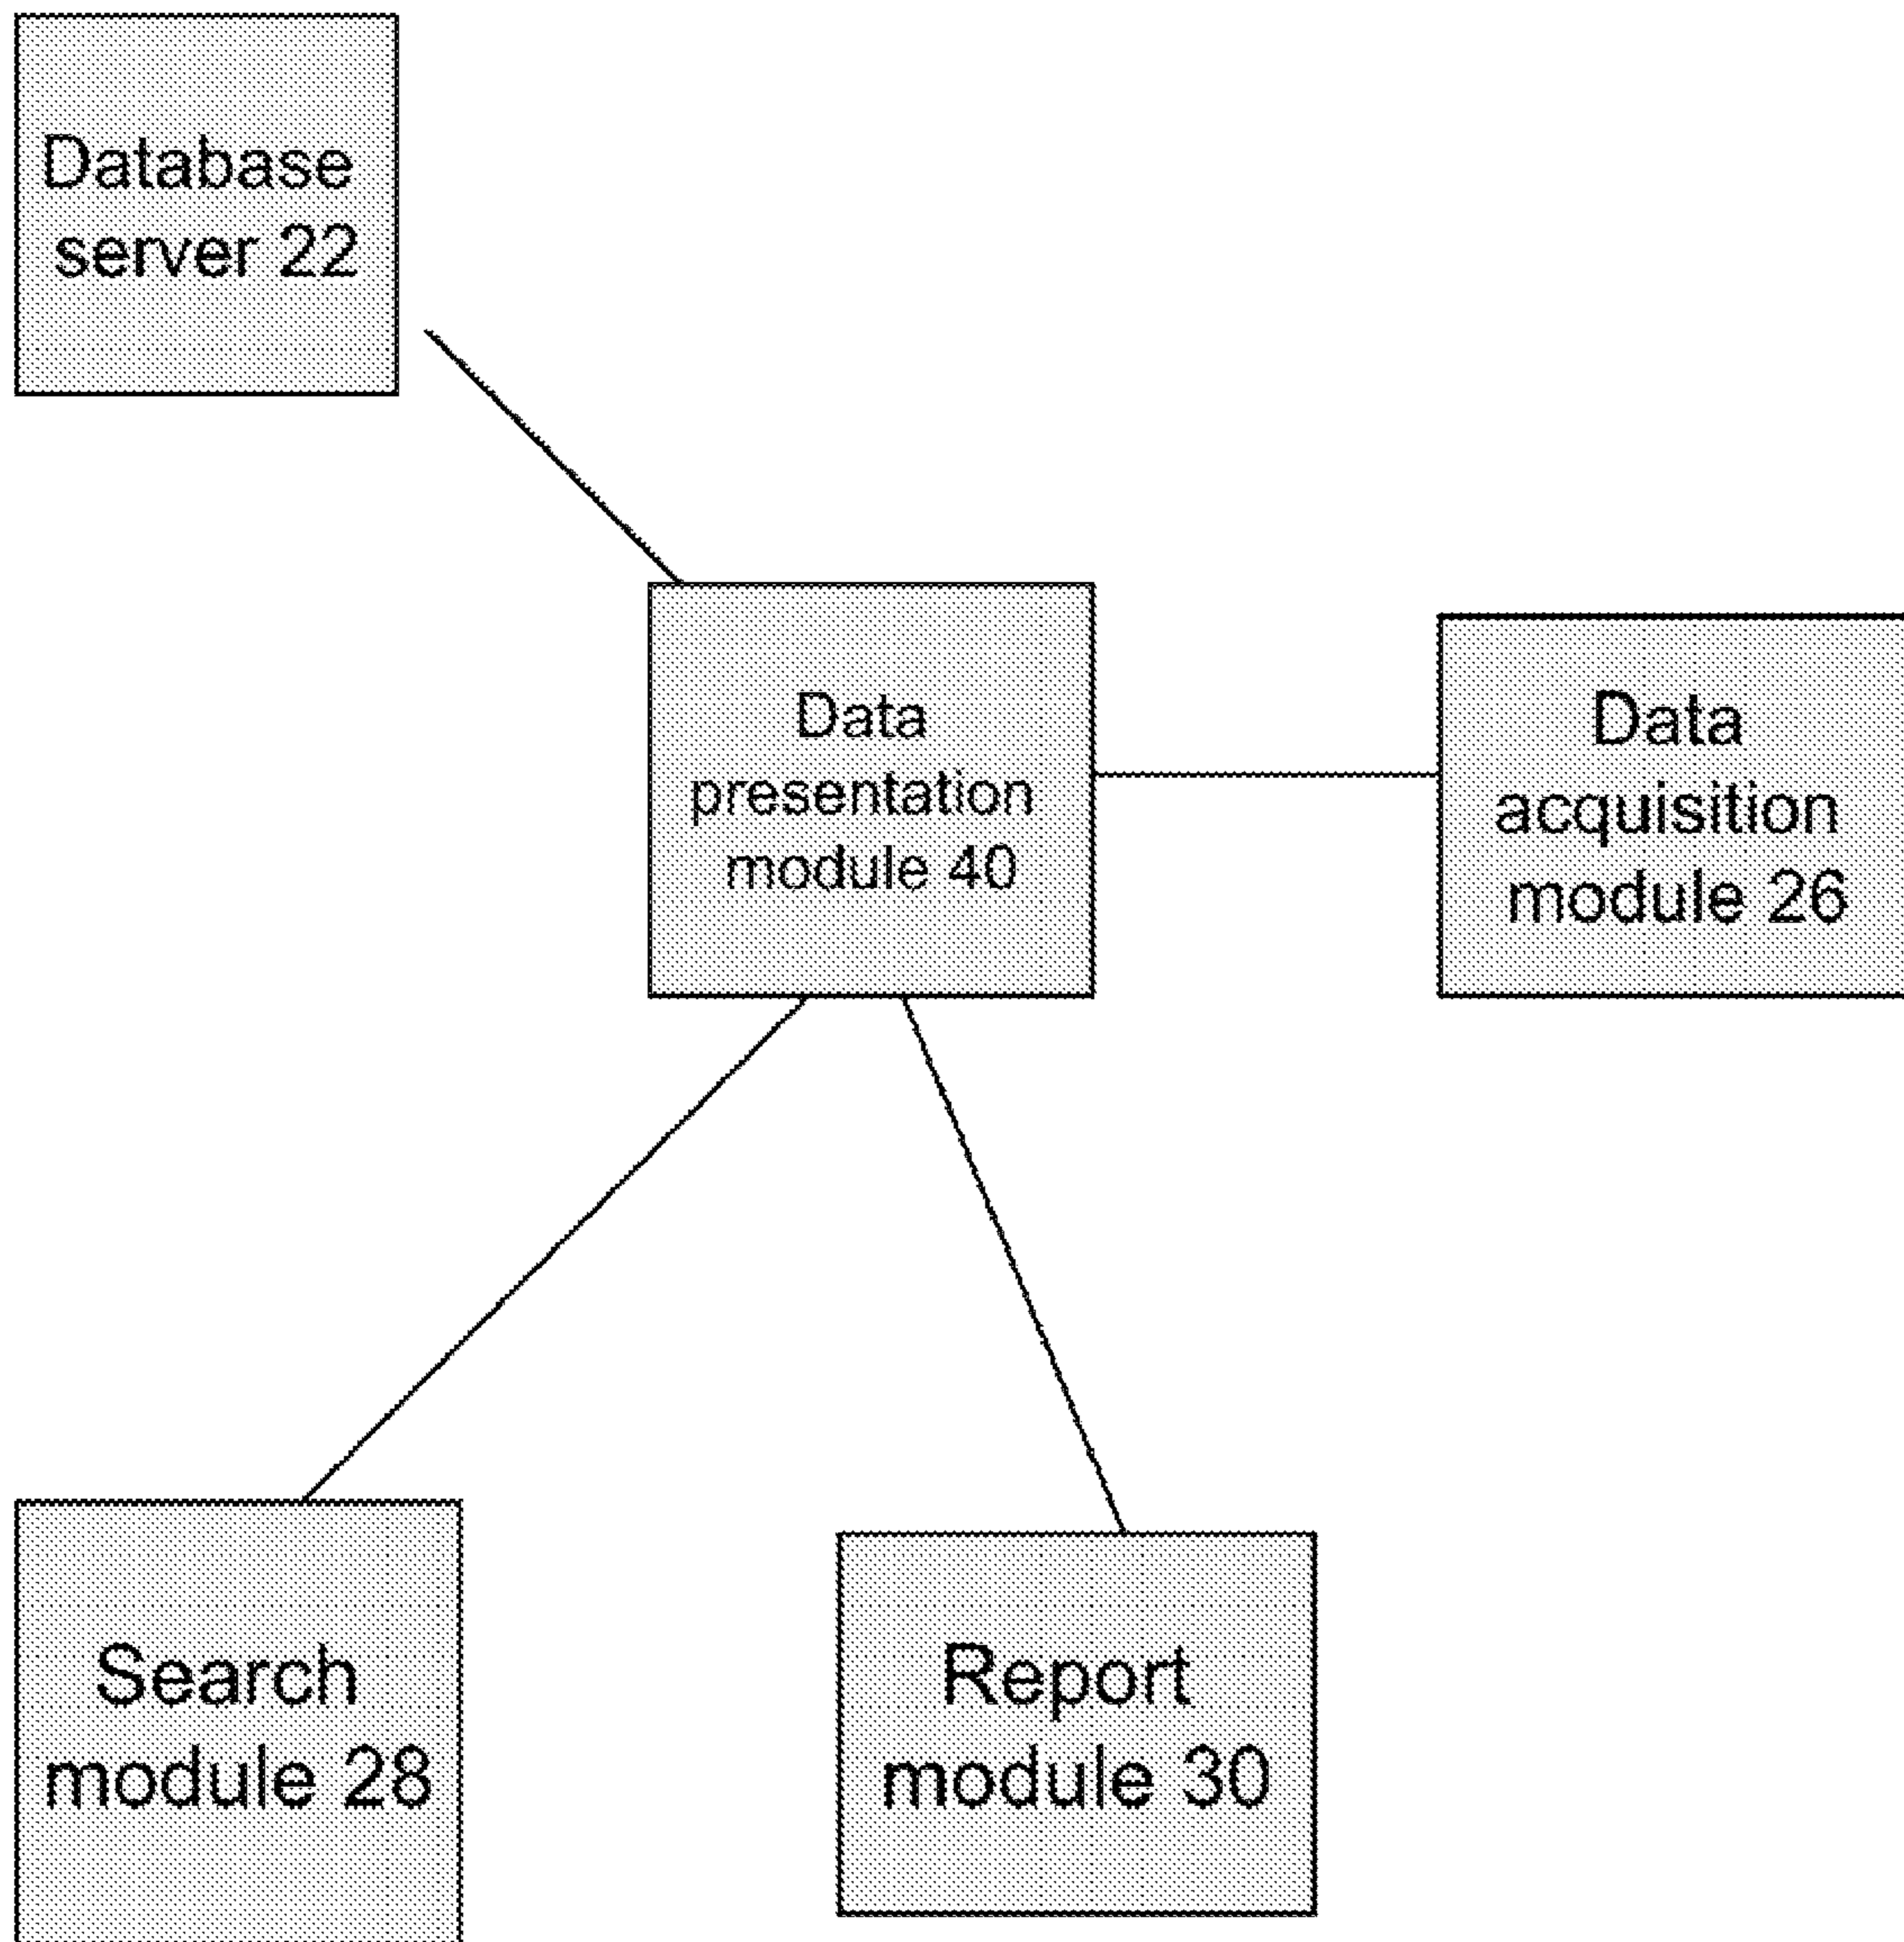 Database
server 22
Data
presentation
module 40
Data
acquisition
module 26
Search
module 28
Report
module 30